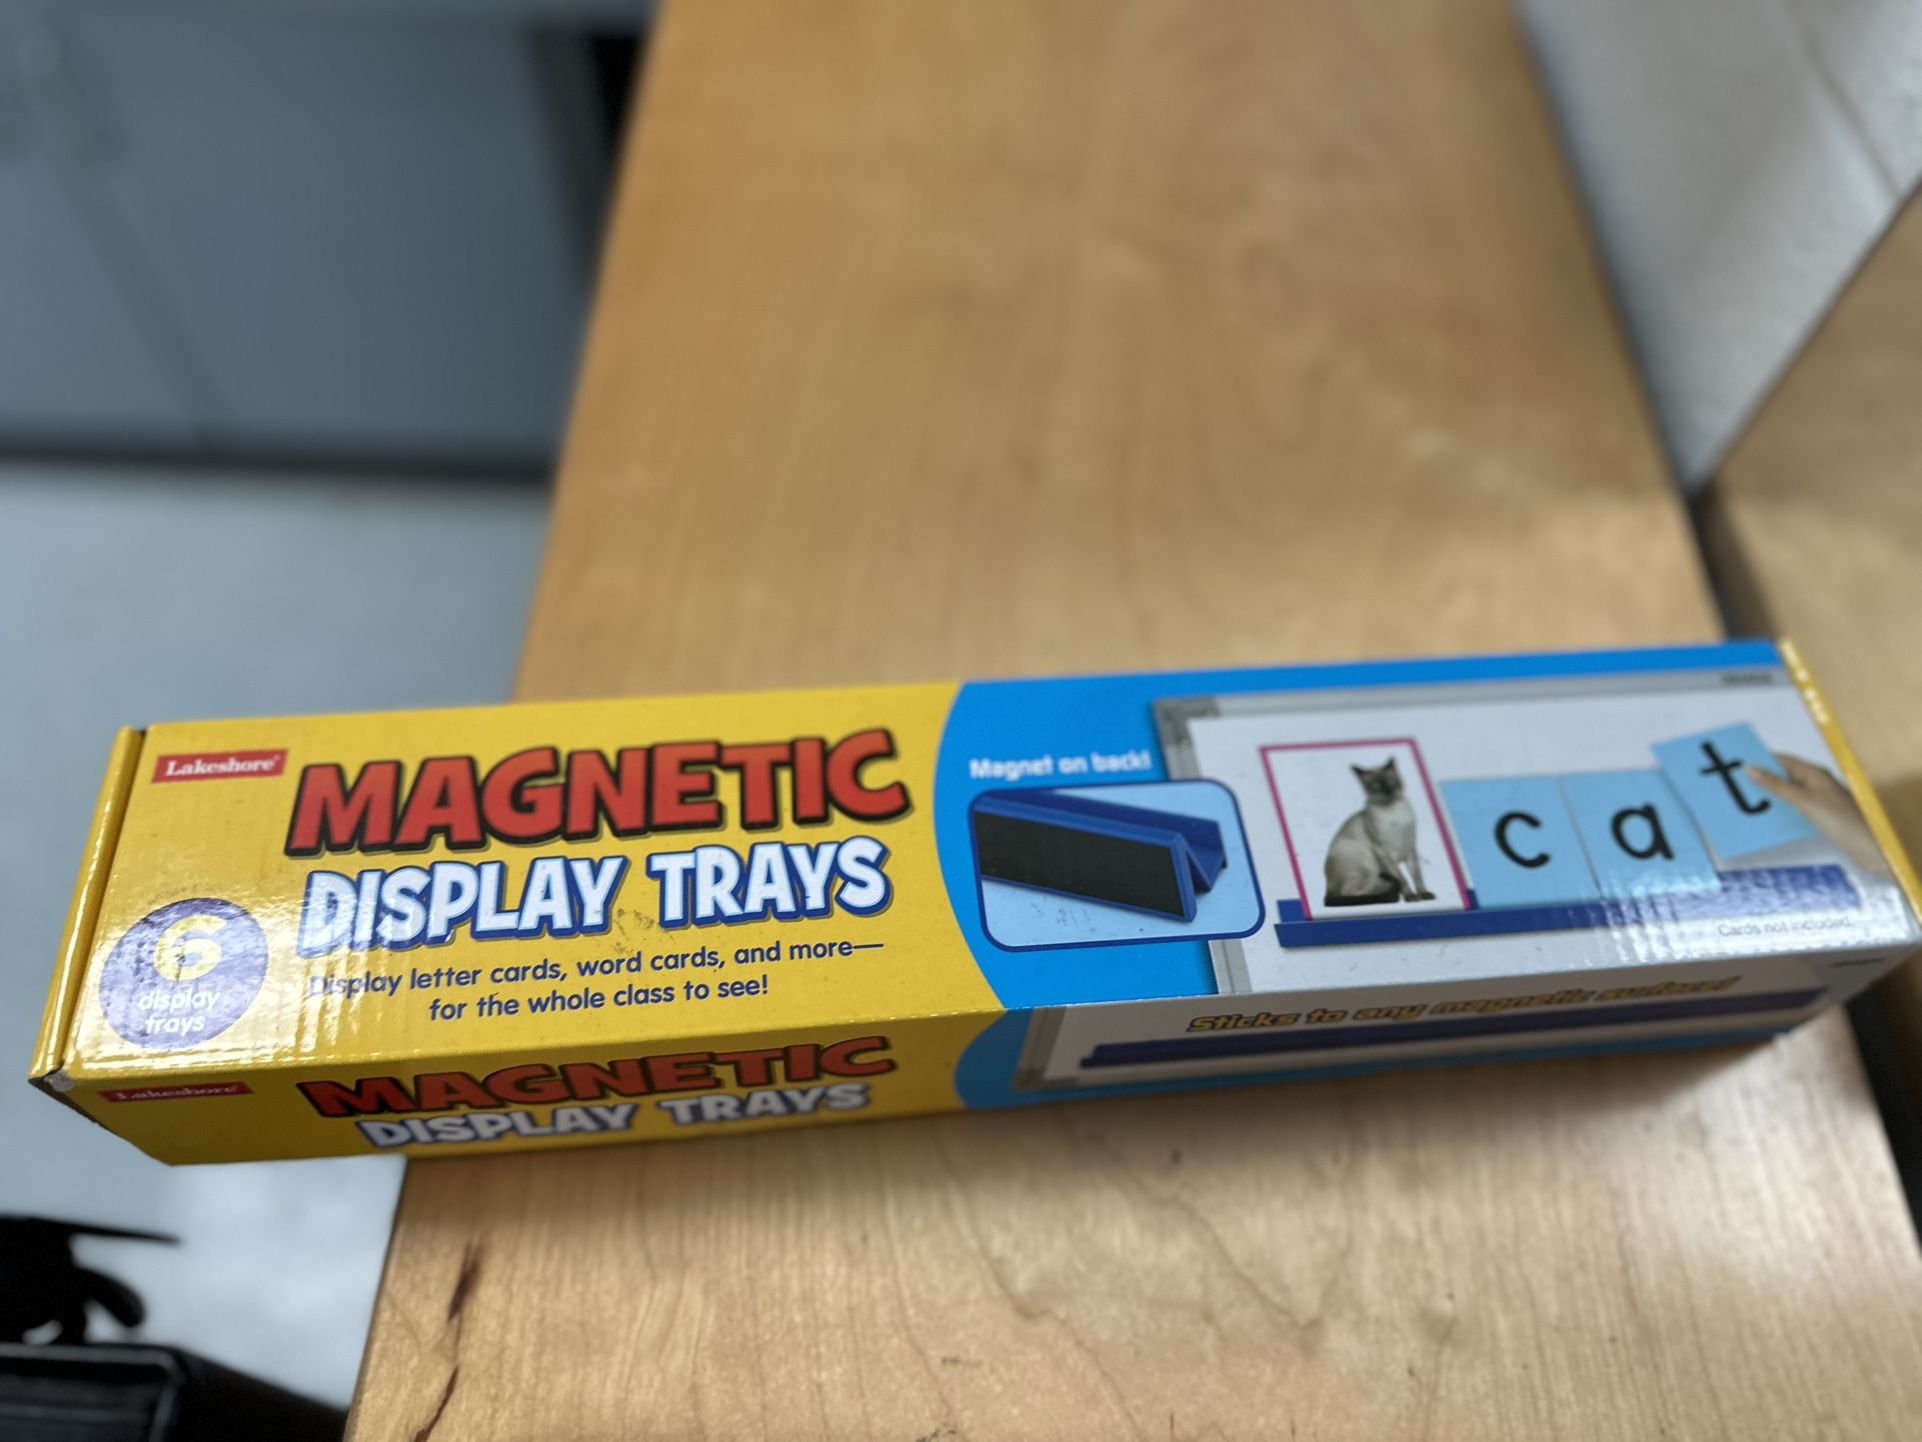 Lakeshore®
MAGNETIC
DISPLAY TRAYS
6
display
trays
Display letter cards, word cards, and more—
for the whole class to see!
Magnet on back!
c a t
Cards not included.
Lakeshore®
MAGNETIC
DISPLAY TRAYS
Sticks to any magnetic surface!